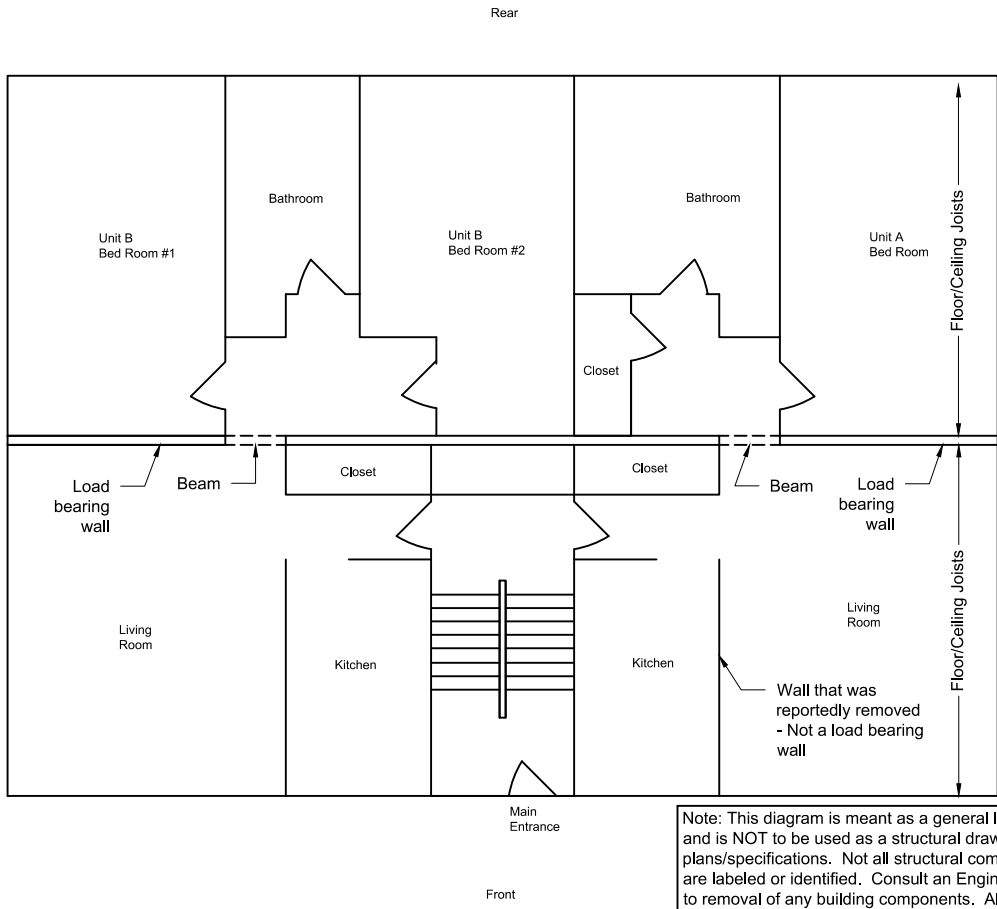 Rear
Bathroom
Bathroom
Unit B
Bed Room #1
Unit B
Bed Room #2
Unit A
Bed Room
Floor/Ceiling Joists
Closet
Closet
Closet
Load
bearing
wall
Beam
Beam
Load
bearing
wall
Living
Room
Kitchen
Kitchen
Living
Room
Floor/Ceiling Joists
Wall that was
reportedly removed
- Not a load bearing
wall
Main
Entrance
Note: This diagram is meant as a general
and is NOT to be used as a structural
plans/specifications. Not all structural
are labeled or identified. Consult an
to removal of any building components.
Front